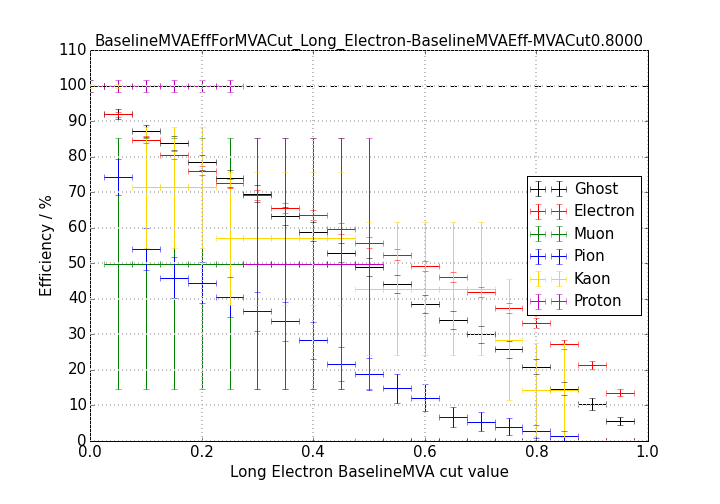 BaselineMVAEffForMVACut_Long_Electron-BaselineMVAEff-MVACut0.8000
110
100
90
80
70
60
50
40
30
20
10
0
Efficiency / %
Ghost
Electron
Muon
Pion
Kaon
Proton
0.0 0.2 0.4 0.6 0.8 1.0
Long Electron BaselineMVA cut value